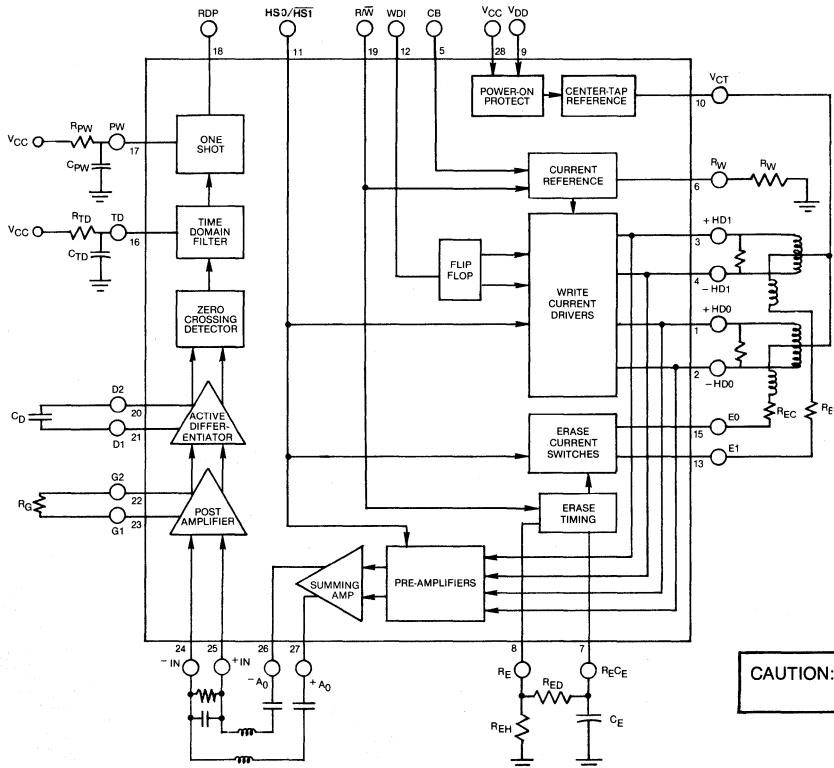 RDP
HS0/HS1
R/W
WDI
CB
VCC
VDD
18
11
19
12
5
28
9
VCT
POWER-ON
PROTECT
CENTER-TAP
REFERENCE
10
VCC
RPW
PW
ONE
SHOT
CPW
17
CURRENT
REFERENCE
RW
RW
6
VCC
RTD
TD
TIME
DOMAIN
FILTER
CTD
16
+ HD1
3
FLIP
FLOP
WRITE
CURRENT
DRIVERS
4
- HD1
ZERO
CROSSING
DETECTOR
+ HD0
1
2
- HD0
D2
20
CD
ACTIVE
DIFFER-
ENTIATOR
D1
21
REC
RE
ERASE
CURRENT
SWITCHES
E0
15
E1
13
G2
22
RG
POST
AMPLIFIER
G1
23
ERASE
TIMING
SUMMING
AMP
PRE-AMPLIFIERS
24
25
26
27
8
7
- IN
+ IN
- A0
+ A0
RE
RECE
RED
REH
CE
CAUTION: